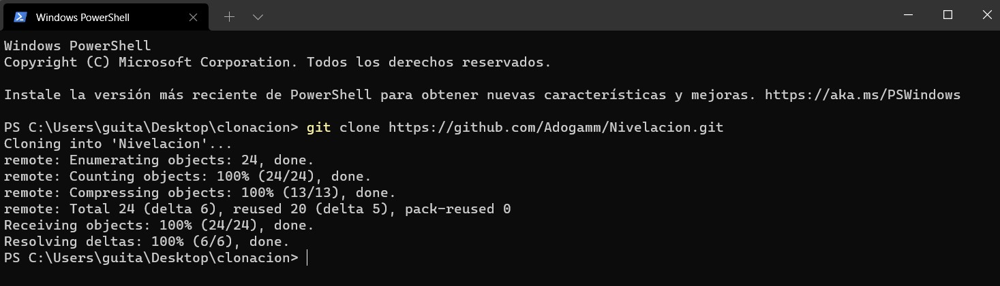 Windows PowerShell
Windows PowerShell
Copyright (C) Microsoft Corporation. Todos los derechos reservados.
Instale la versión más reciente de PowerShell para obtener nuevas características y mejoras. https://aka.ms/PSWindows
PS C:\Users\guita\Desktop\clonacion> git clone https://github.com/Adogamm/Nivelacion.git
Cloning into 'Nivelacion'...
remote: Enumerating objects: 24, done.
remote: Counting objects: 100% (24/24), done.
remote: Compressing objects: 100% (13/13), done.
remote: Total 24 (delta 6), reused 20 (delta 5), pack-reused 0
Receiving objects: 100% (24/24), done.
Resolving deltas: 100% (6/6), done.
PS C:\Users\guita\Desktop\clonacion>